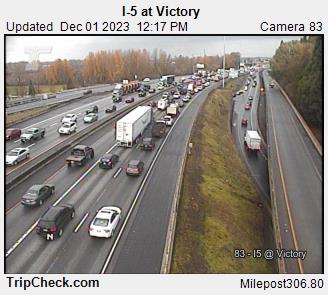 I-5 at Victory
Updated Dec 01 2023 12:17 PM Camera 83
N
83 - I5 @ Victory
TripCheck.com Milepost306.80